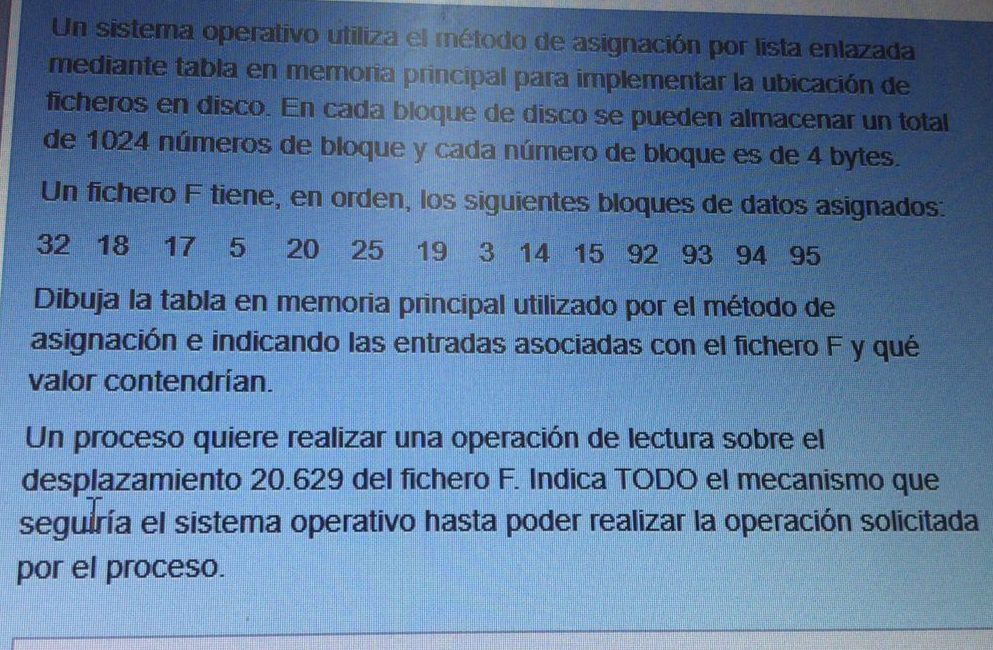 Un sistema operativo utiliza el método de asignación por lista enlazada
mediante tabla en memoria principal para implementar la ubicación de
ficheros en disco. En cada bloque de disco se pueden almacenar un total
de 1024 números de bloque y cada número de bloque es de 4 bytes.
Un fichero F tiene, en orden, los siguientes bloques de datos asignados:
32 18 17 5 20 25 19 3 14 15 92 93 94 95
Dibuja la tabla en memoria principal utilizado por el método de
asignación e indicando las entradas asociadas con el fichero F y qué
valor contendrían.
Un proceso quiere realizar una operación de lectura sobre el
desplazamiento 20.629 del fichero F. Indica TODO el mecanismo que
seguiría el sistema operativo hasta poder realizar la operación solicitada
por el proceso.